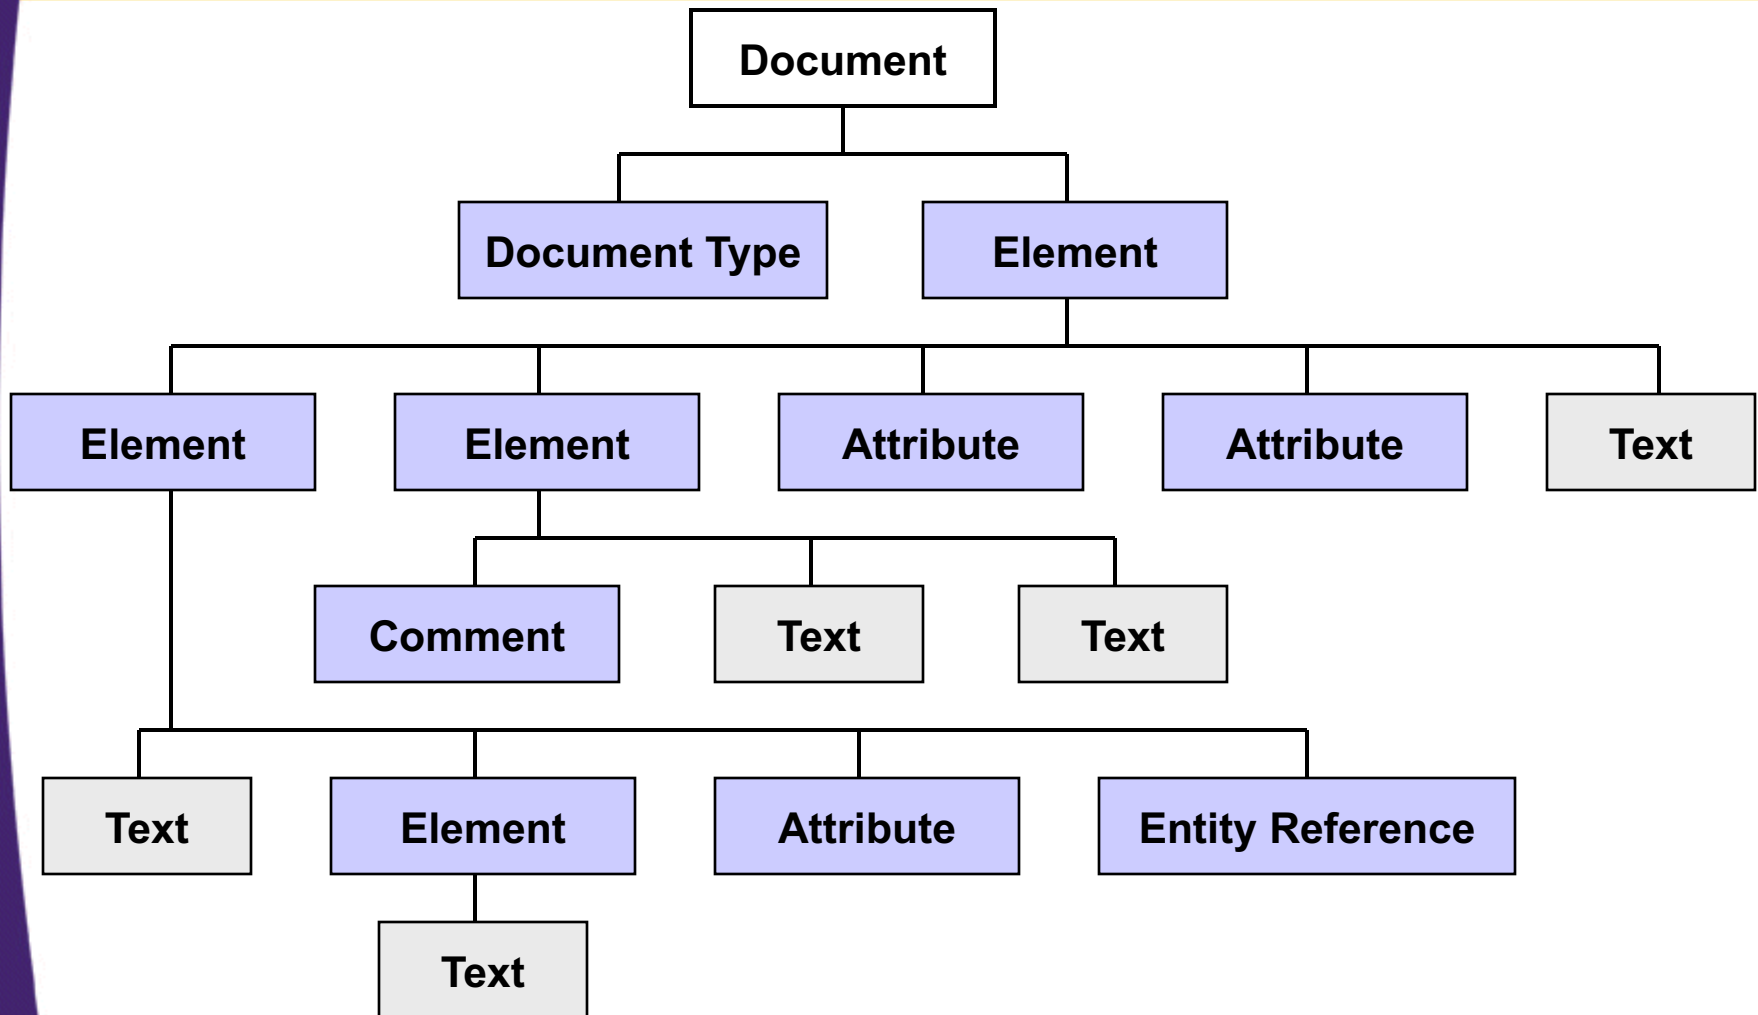 Document
Document Type
Element
Element
Element
Attribute
Attribute
Text
Comment
Text
Text
Text
Element
Attribute
Entity Reference
Text